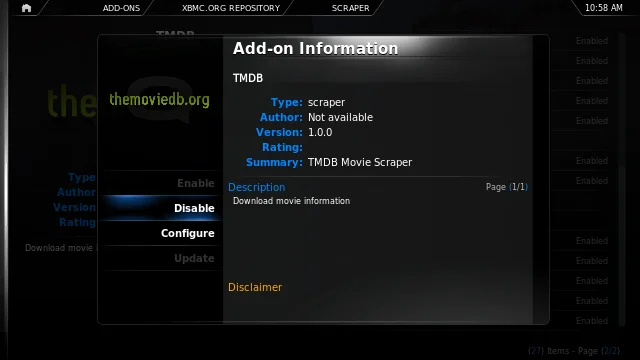 ADD-ONS XBMC.ORG REPOSITORY SCRAPER 10:58 AM
TMDB
Add-on Information
TMDB
themoviedb.org
the
Type: scraper
Author: Not available
Version: 1.0.0
Rating:
Summary: TMDB Movie Scraper
Description Page (1/1)
Download movie information
Disclaimer
Enable
Disable
Configure
Update
Type
Author
Version
Rating
Download movie
Enabled
Enabled
Enabled
Enabled
Enabled
Enabled
Enabled
Enabled
Enabled
Enabled
Enabled
Enabled
(27) Items - Page (2/2)